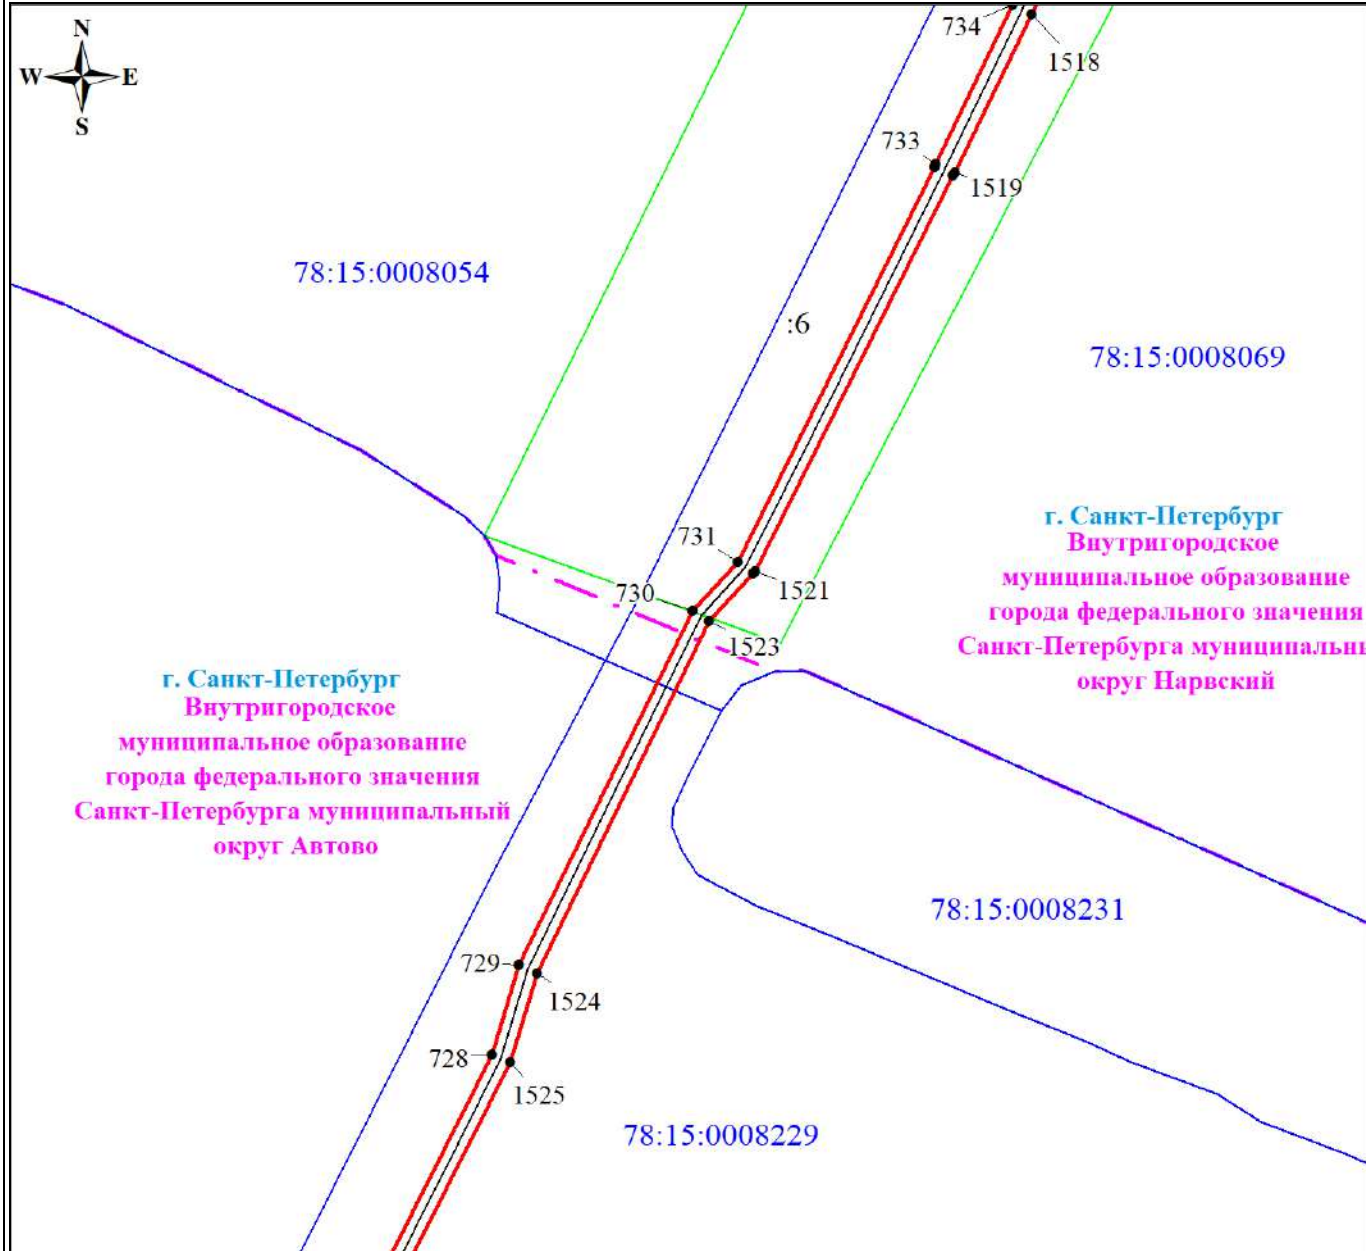 N
W E
S
734
1518
733
1519
78:15:0008054
:6
78:15:0008069
г. Санкт-Петербург
Внутригородское
муниципальное образование
города федерального значения
Санкт-Петербурга муниципальны
округ Нарвский
731
1521
730
1523
г. Санкт-Петербург
Внутригородское
муниципальное образование
города федерального значения
Санкт-Петербурга муниципальный
округ Автово
78:15:0008231
729
1524
728
1525
78:15:0008229